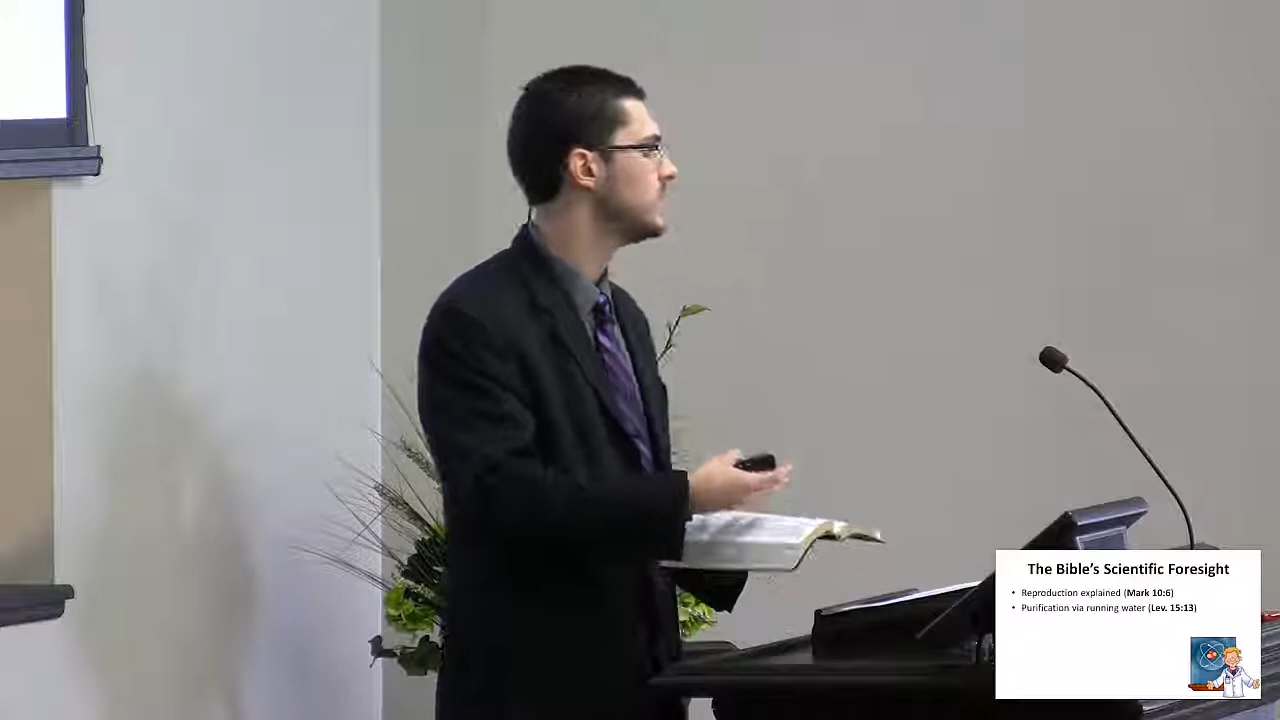 The Bible's Scientific Foresight
• Reproduction explained (Mark 10:6)
• Purification via running water (Lev. 15:13)